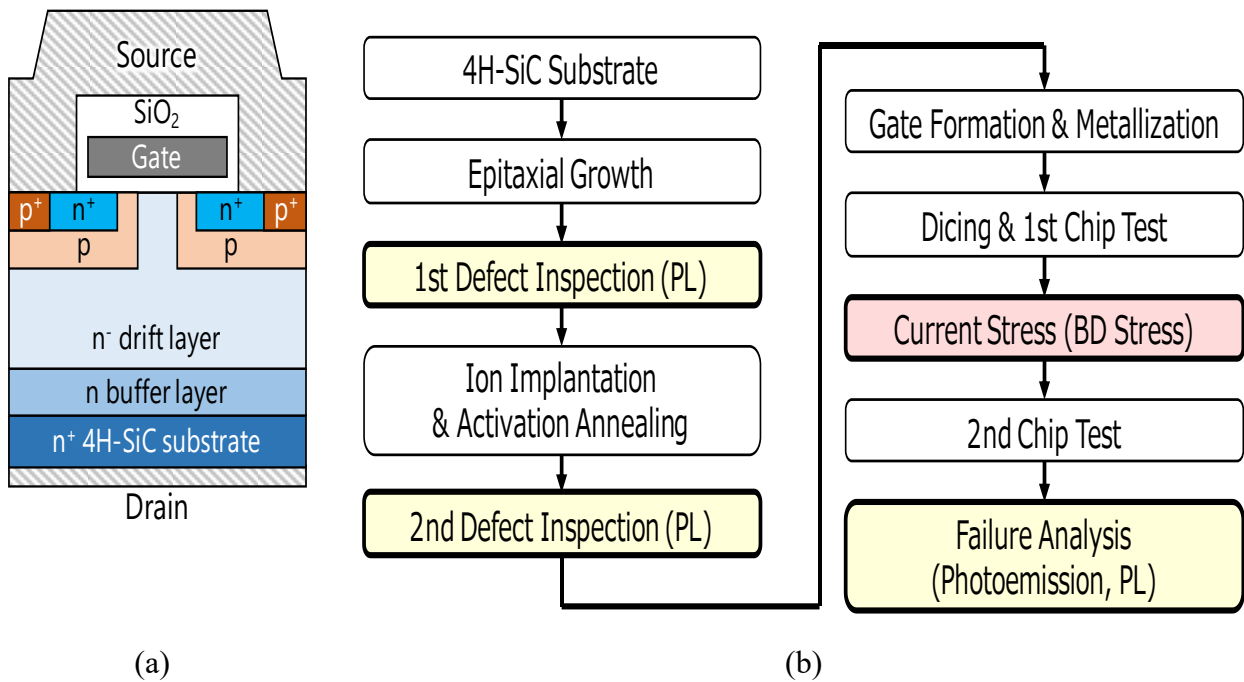 Source
SiO₂
Gate
p⁺ n⁺ n⁺ p⁺
p p
n⁻ drift layer
n buffer layer
n⁺ 4H-SiC substrate
Drain
(a)
4H-SiC Substrate
Epitaxial Growth
1st Defect Inspection (PL)
Ion Implantation
& Activation Annealing
2nd Defect Inspection (PL)
Gate Formation & Metallization
Dicing & 1st Chip Test
Current Stress (BD Stress)
2nd Chip Test
Failure Analysis
(Photoemission, PL)
(b)